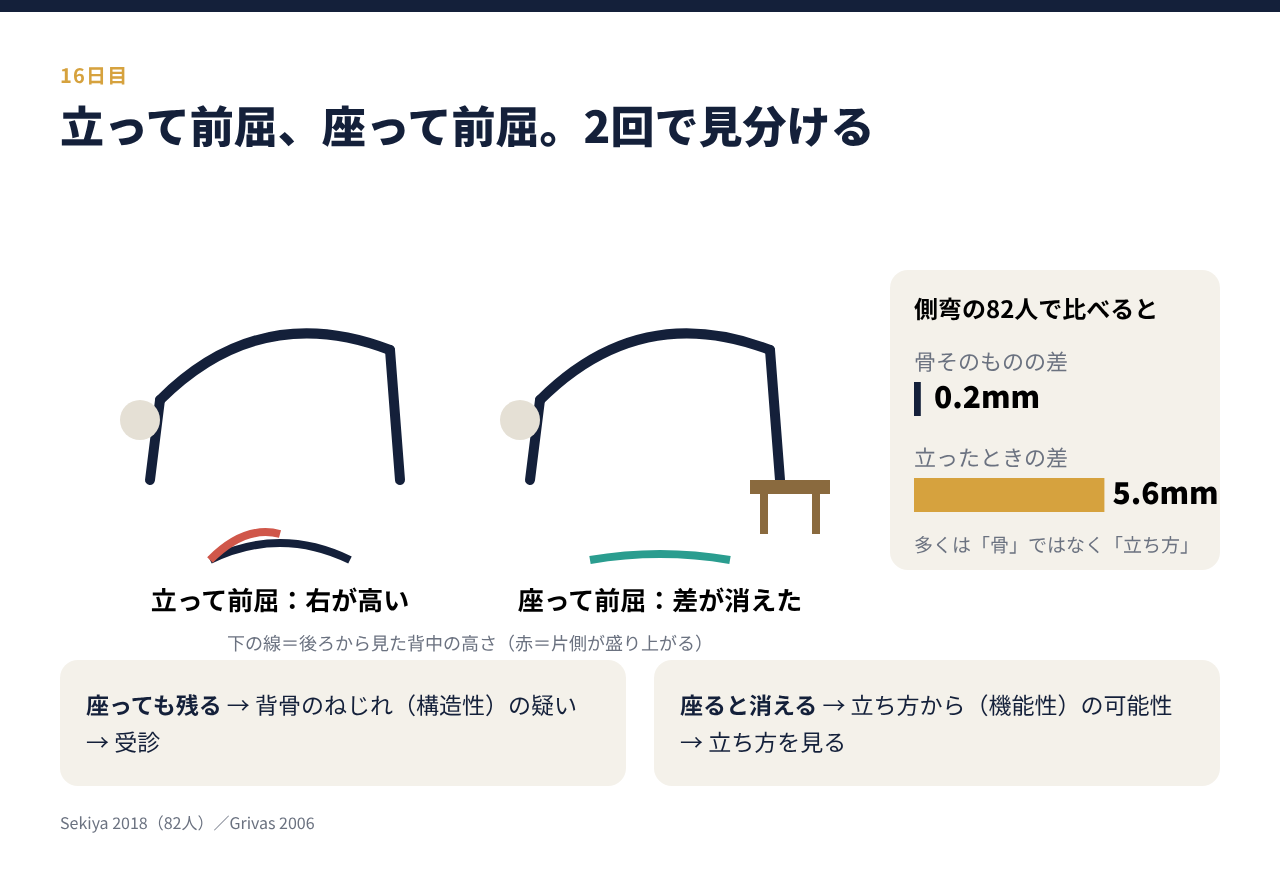 16日目
立って前屈、座って前屈。2回で見分ける
側弯の82人で比べると
骨そのものの差
0.2mm
立ったときの差
5.6mm
多くは「骨」ではなく「立ち方」
立って前屈：右が高い
座って前屈：差が消えた
下の線＝後ろから見た背中の高さ（赤＝片側が盛り上がる）
座っても残る → 背骨のねじれ（構造性）の疑い
→ 受診
座ると消える → 立ち方から（機能性）の可能性
→ 立ち方を見る
Sekiya 2018（82人）／Grivas 2006